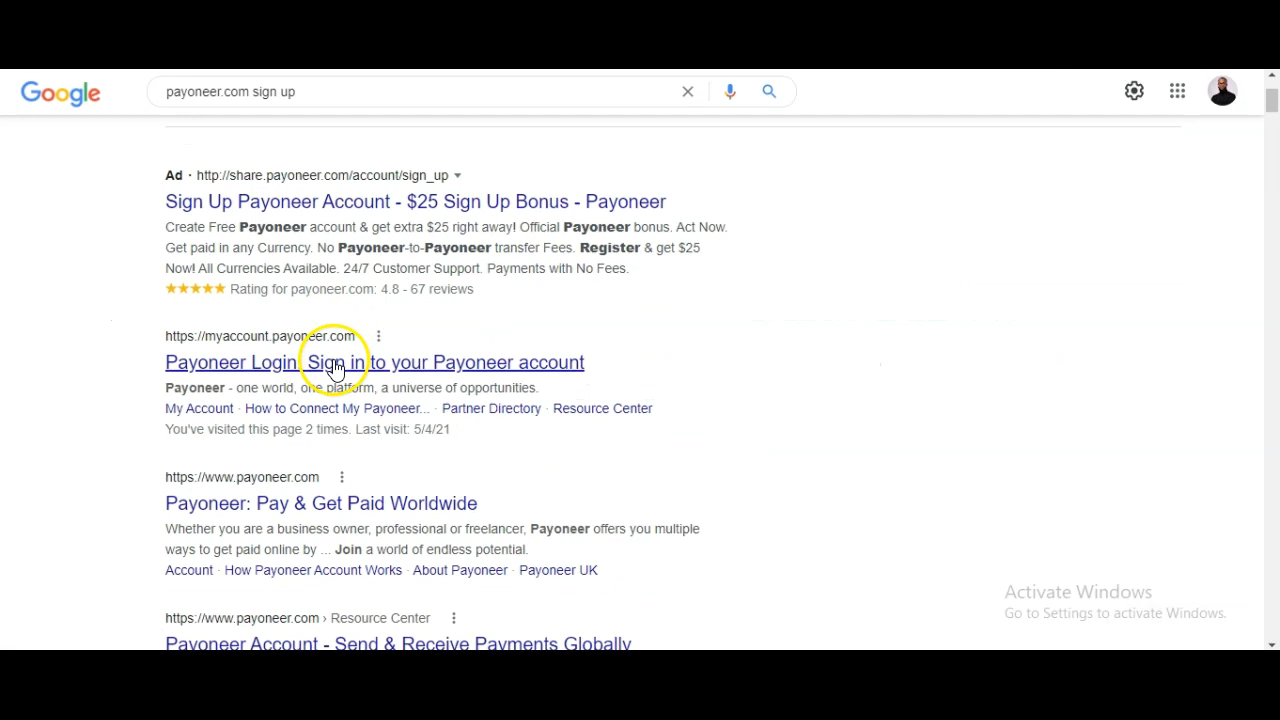 Google
payoneer.com sign up
Ad · http://share.payoneer.com/account/sign_up
Sign Up Payoneer Account - $25 Sign Up Bonus - Payoneer
Create Free Payoneer account & get extra $25 right away! Official Payoneer bonus. Act Now.
Get paid in any Currency. No Payoneer-to-Payoneer transfer Fees. Register & get $25
Now! All Currencies Available. 24/7 Customer Support. Payments with No Fees.
Rating for payoneer.com: 4.8 - 67 reviews
https://myaccount.payoneer.com
Payoneer Login. Sign in to your Payoneer account
Payoneer - one world, one platform, a universe of opportunities.
My Account · How to Connect My Payoneer... · Partner Directory · Resource Center
You've visited this page 2 times. Last visit: 5/4/21
https://www.payoneer.com
Payoneer: Pay & Get Paid Worldwide
Whether you are a business owner, professional or freelancer, Payoneer offers you multiple
ways to get paid online by ... Join a world of endless potential.
Account · How Payoneer Account Works · About Payoneer · Payoneer UK
Activate Windows
Go to Settings to activate Windows.
https://www.payoneer.com › Resource Center
Payoneer Account - Send & Receive Payments Globally